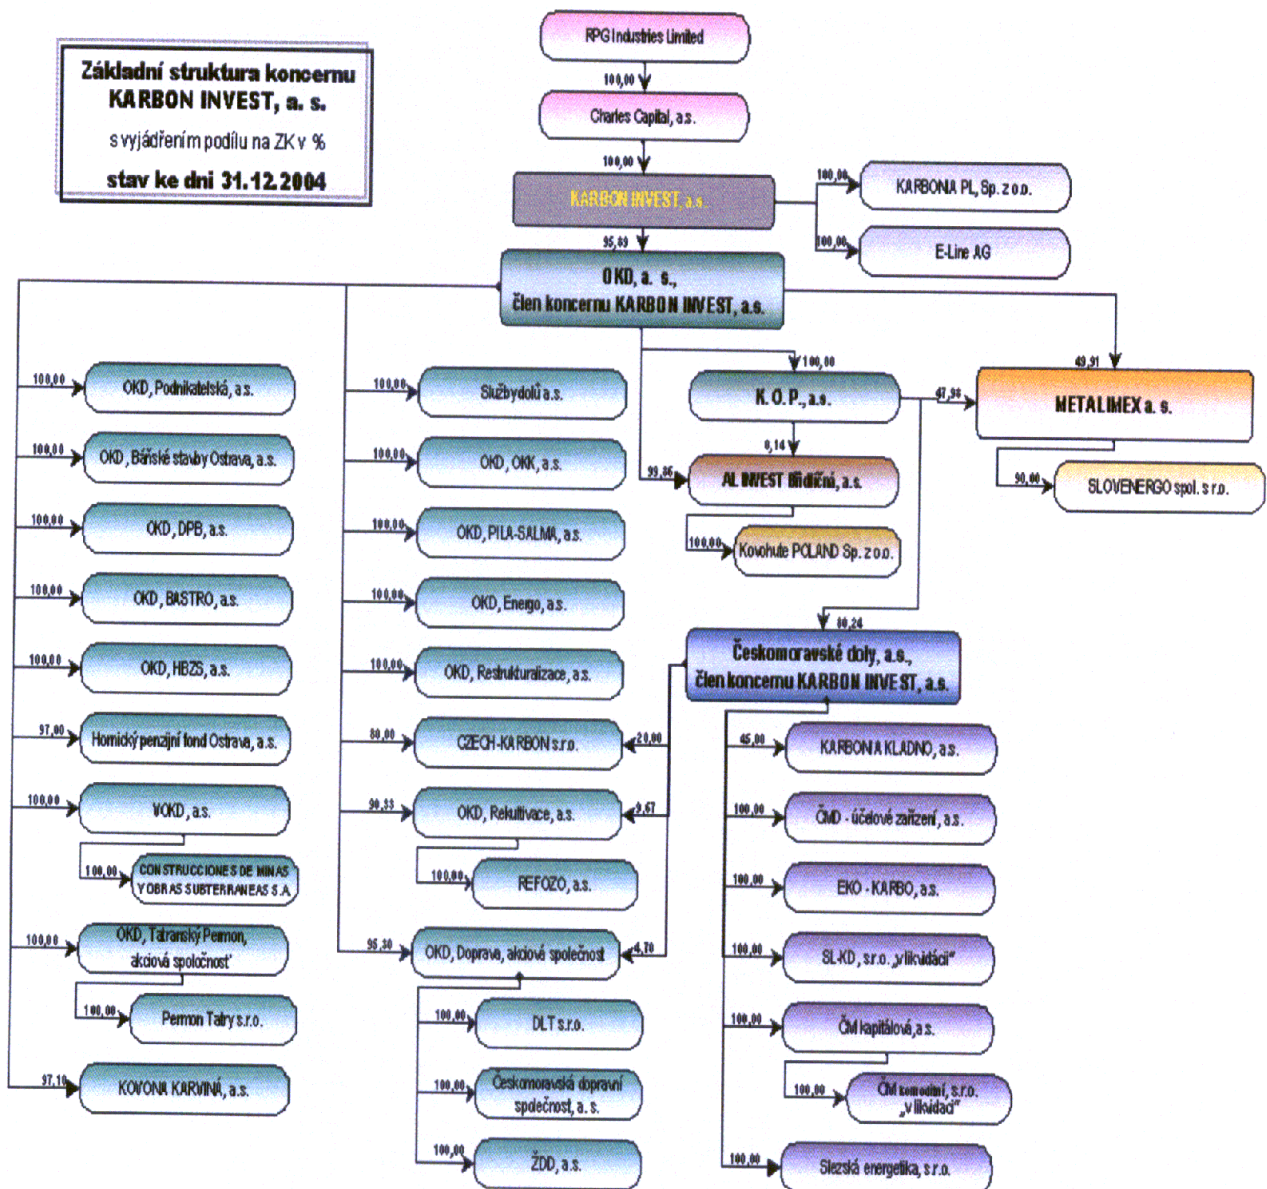 Základní struktura koncernu
KARBON INVEST, a. s.
s vyjádřením podílu na ZK v %
stav ke dni 31.12.2004
RPG Industries Limited
100,00
Charles Capital, a.s.
100,00
KARBON INVEST, a.s.
100,00
KARBONIA PL, Sp. z o.o.
100,00
E-Line AG
95,89
OKD, a. s.,
člen koncernu KARBON INVEST, a.s.
100,00
OKD, Podnikatelská, a.s.
100,00
OKD, Báňské stavby Ostrava, a.s.
100,00
OKD, DPB, a.s.
100,00
OKD, BASTRO, a.s.
100,00
OKD, HBZS, a.s.
97,00
Hornický penzijní fond Ostrava, a.s.
100,00
VOKD, a.s.
100,00
CONSTRUCCIONES DE MINAS
Y OBRAS SUBTERRANEAS S.A.
100,00
OKD, Tatranský Permon,
akciová spoločnosť
100,00
Permon Tatry s.r.o.
97,10
KOVONA KARVINÁ, a.s.
100,00
Služby dolů a.s.
100,00
OKD, OKK, a.s.
100,00
OKD, PILA-SALMA, a.s.
100,00
OKD, Energo, a.s.
100,00
OKD, Restrukturalizace, a.s.
80,00
CZECH-KARBON s.r.o.
20,00
90,33
OKD, Rekultivace, a.s.
9,67
100,00
REFOZO, a.s.
95,30
OKD, Doprava, akciová společnost
4,70
100,00
DLT s.r.o.
100,00
Českomoravská dopravní
společnost, a. s.
100,00
ŽDD, a.s.
100,00
K. O. P., a.s.
0,14
99,86
AL INVEST Břidličná, a.s.
100,00
Kovohute POLAND Sp. z o.o.
49,91
47,98
METALIMEX a. s.
90,00
SLOVENERGO spol. s r.o.
80,24
Českomoravské doly, a.s.,
člen koncernu KARBON INVEST, a.s.
45,00
KARBONIA KLADNO, a.s.
100,00
ČMD - účelové zařízení, a.s.
100,00
EKO - KARBO, a.s.
100,00
SL-KD, s.r.o. „v likvidácii"
100,00
ČM kapitálová, a.s.
100,00
ČM komoditní, s.r.o.
„v likvidaci"
100,00
Slezská energetika, s.r.o.